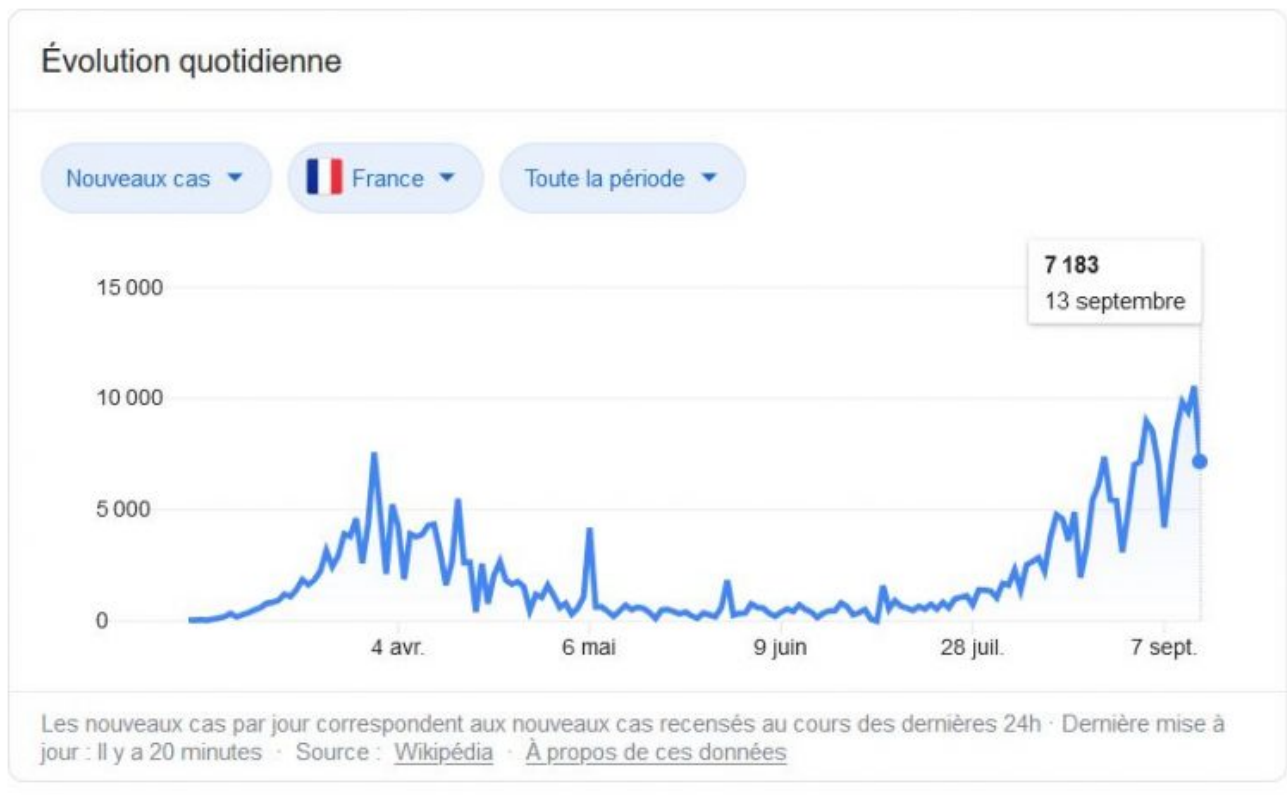 Évolution quotidienne
Nouveaux cas
France
Toute la période
7 183
13 septembre
15 000
10 000
5 000
0
4 avr.
6 mai
9 juin
28 juil.
7 sept.
Les nouveaux cas par jour correspondent aux nouveaux cas recensés au cours des dernières 24h · Dernière mise à
jour : Il y a 20 minutes · Source : Wikipédia · À propos de ces données